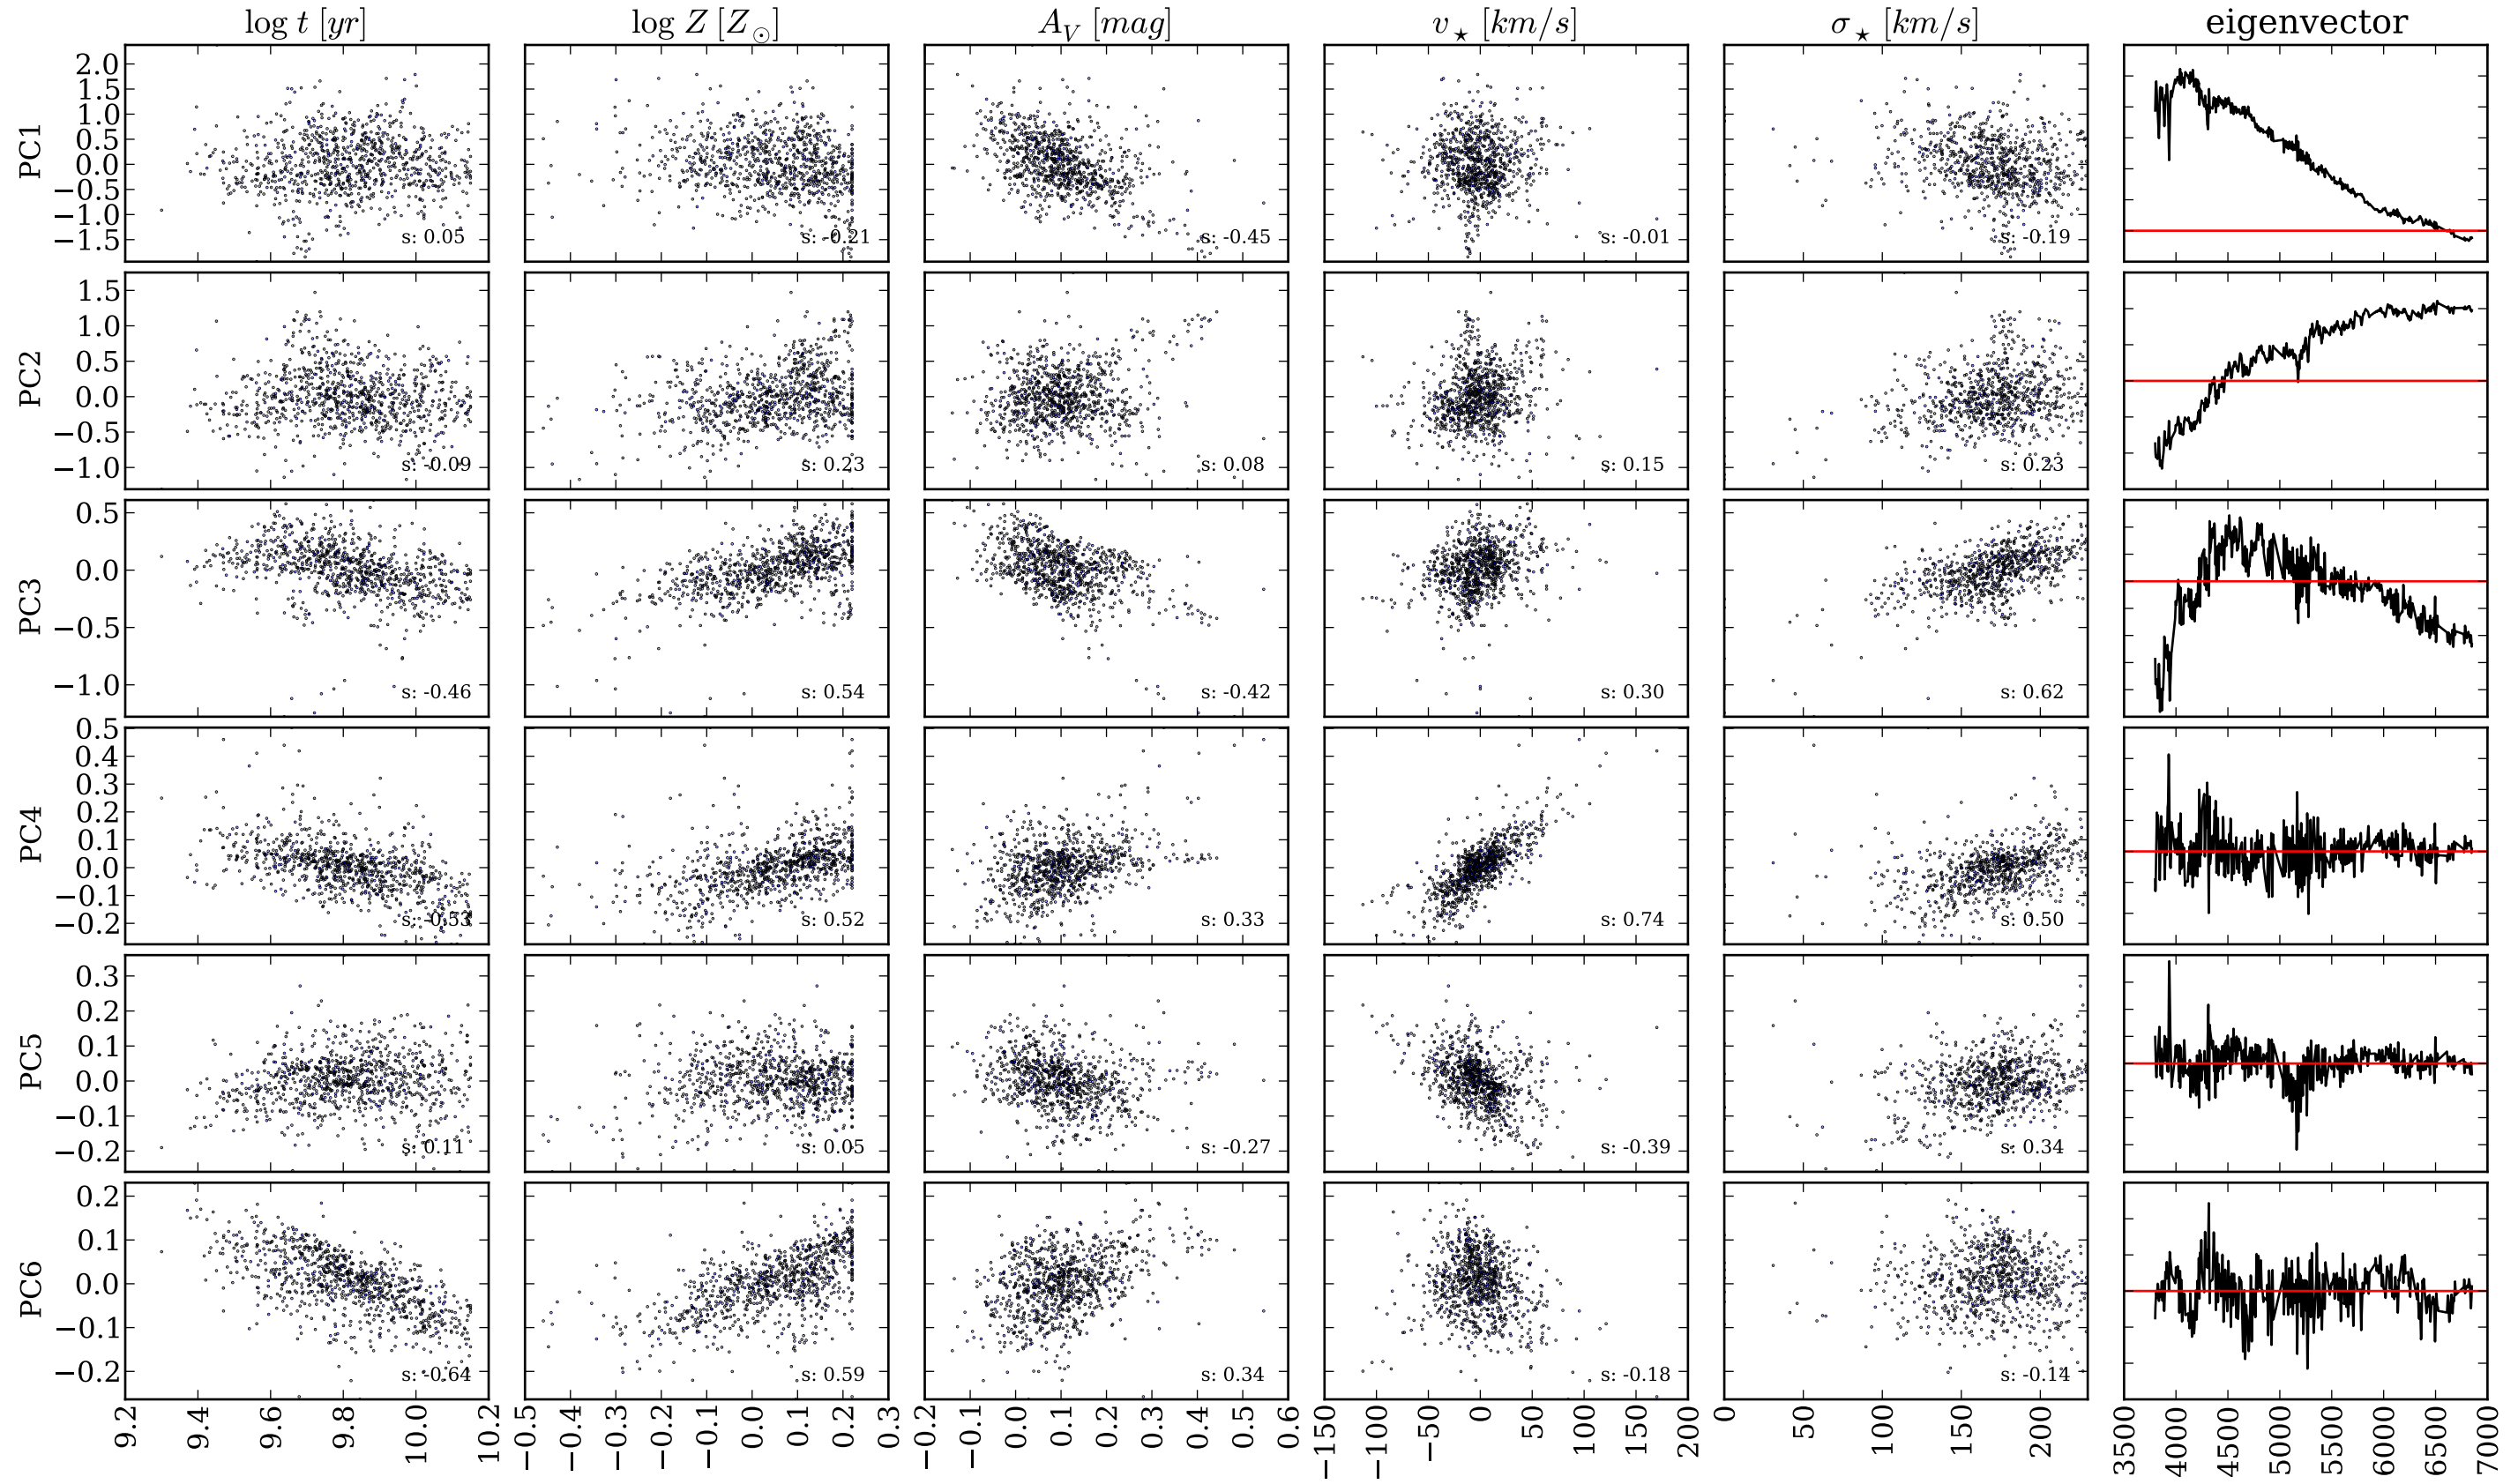 log t [yr] log Z [Z⊙] A_V [mag] v⋆ [km/s] σ⋆ [km/s] eigenvector
PC1
2.0
1.5
1.0
0.5
0.0
−0.5
−1.0
−1.5
s: 0.05 s: -0.21 s: -0.45 s: -0.01 s: -0.19
PC2
1.5
1.0
0.5
0.0
−0.5
−1.0
s: -0.09 s: 0.23 s: 0.08 s: 0.15 s: 0.23
PC3
0.5
0.0
−0.5
−1.0
s: -0.46 s: 0.54 s: -0.42 s: 0.30 s: 0.62
PC4
0.5
0.4
0.3
0.2
0.1
0.0
−0.1
−0.2
s: -0.53 s: 0.52 s: 0.33 s: 0.74 s: 0.50
PC5
0.3
0.2
0.1
0.0
−0.1
−0.2
s: 0.11 s: 0.05 s: -0.27 s: -0.39 s: 0.34
PC6
0.2
0.1
0.0
−0.1
−0.2
s: -0.64 s: 0.59 s: 0.34 s: -0.18 s: -0.14
9.2 9.4 9.6 9.8 10.0 10.2 −0.5 −0.4 −0.3 −0.2 −0.1 0.0 0.1 0.2 0.3 −0.2 −0.1 0.0 0.1 0.2 0.3 0.4 0.5 0.6 −150 −100 −50 0 50 100 150 200 0 50 100 150 200 3500 4000 4500 5000 5500 6000 6500 7000